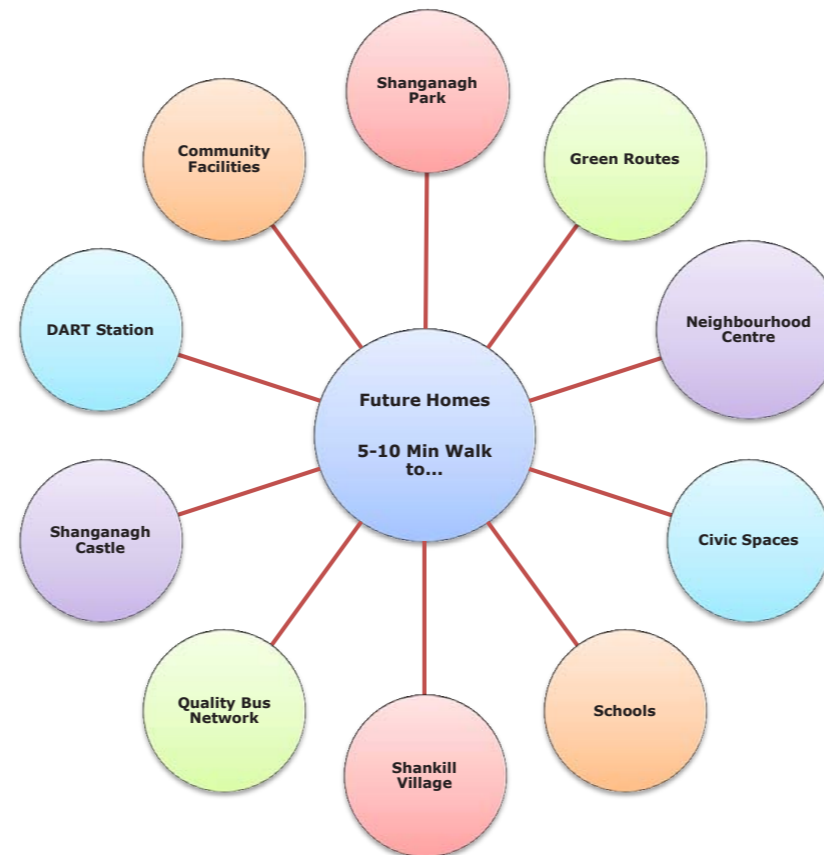 Shanganagh
Park
Green Routes
Neighbourhood
Centre
Civic Spaces
Schools
Shankill
Village
Quality Bus
Network
Shanganagh
Castle
DART Station
Community
Facilities
Future Homes
5-10 Min Walk
to...